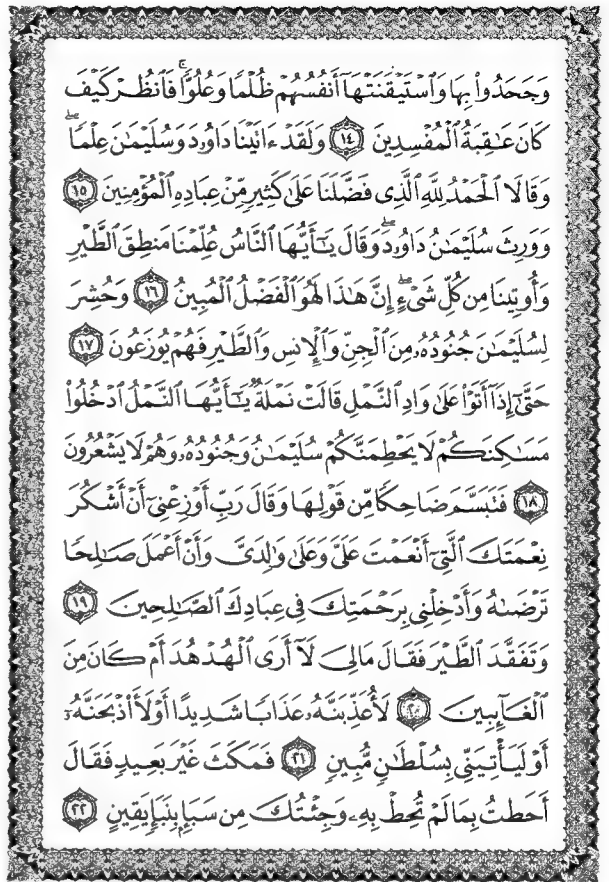 وَجَحَدُوا۟ بِهَا وَٱسْتَيْقَنَتْهَآ أَنفُسُهُمْ ظُلْمًا وَعُلُوًّا ۚ فَٱنظُرْ كَيْفَ
كَانَ عَـٰقِبَةُ ٱلْمُفْسِدِينَ ١٤ وَلَقَدْ ءَاتَيْنَا دَاوُۥدَ وَسُلَيْمَـٰنَ عِلْمًا ۖ
وَقَالَا ٱلْحَمْدُ لِلَّهِ ٱلَّذِى فَضَّلَنَا عَلَىٰ كَثِيرٍ مِّنْ عِبَادِهِ ٱلْمُؤْمِنِينَ ١٥
وَوَرِثَ سُلَيْمَـٰنُ دَاوُۥدَ ۖ وَقَالَ يَـٰٓأَيُّهَا ٱلنَّاسُ عُلِّمْنَا مَنطِقَ ٱلطَّيْرِ
وَأُوتِينَا مِن كُلِّ شَىْءٍ ۖ إِنَّ هَـٰذَا لَهُوَ ٱلْفَضْلُ ٱلْمُبِينُ ١٦ وَحُشِرَ
لِسُلَيْمَـٰنَ جُنُودُهُۥ مِنَ ٱلْجِنِّ وَٱلْإِنسِ وَٱلطَّيْرِ فَهُمْ يُوزَعُونَ ١٧
حَتَّىٰٓ إِذَآ أَتَوْا۟ عَلَىٰ وَادِ ٱلنَّمْلِ قَالَتْ نَمْلَةٌ يَـٰٓأَيُّهَا ٱلنَّمْلُ ٱدْخُلُوا۟
مَسَـٰكِنَكُمْ لَا يَحْطِمَنَّكُمْ سُلَيْمَـٰنُ وَجُنُودُهُۥ وَهُمْ لَا يَشْعُرُونَ
١٨ فَتَبَسَّمَ ضَاحِكًا مِّن قَوْلِهَا وَقَالَ رَبِّ أَوْزِعْنِىٓ أَنْ أَشْكُرَ
نِعْمَتَكَ ٱلَّتِىٓ أَنْعَمْتَ عَلَىَّ وَعَلَىٰ وَٰلِدَىَّ وَأَنْ أَعْمَلَ صَـٰلِحًا
تَرْضَىٰهُ وَأَدْخِلْنِى بِرَحْمَتِكَ فِى عِبَادِكَ ٱلصَّـٰلِحِينَ ١٩
وَتَفَقَّدَ ٱلطَّيْرَ فَقَالَ مَالِىَ لَآ أَرَى ٱلْهُدْهُدَ أَمْ كَانَ مِنَ
ٱلْغَآئِبِينَ ٢٠ لَأُعَذِّبَنَّهُۥ عَذَابًا شَدِيدًا أَوْ لَأَا۟ذْبَحَنَّهُۥٓ
أَوْ لَيَأْتِيَنِّى بِسُلْطَـٰنٍ مُّبِينٍ ٢١ فَمَكَثَ غَيْرَ بَعِيدٍ فَقَالَ
أَحَطتُ بِمَا لَمْ تُحِطْ بِهِۦ وَجِئْتُكَ مِن سَبَإٍۭ بِنَبَإٍ يَقِينٍ ٢٢